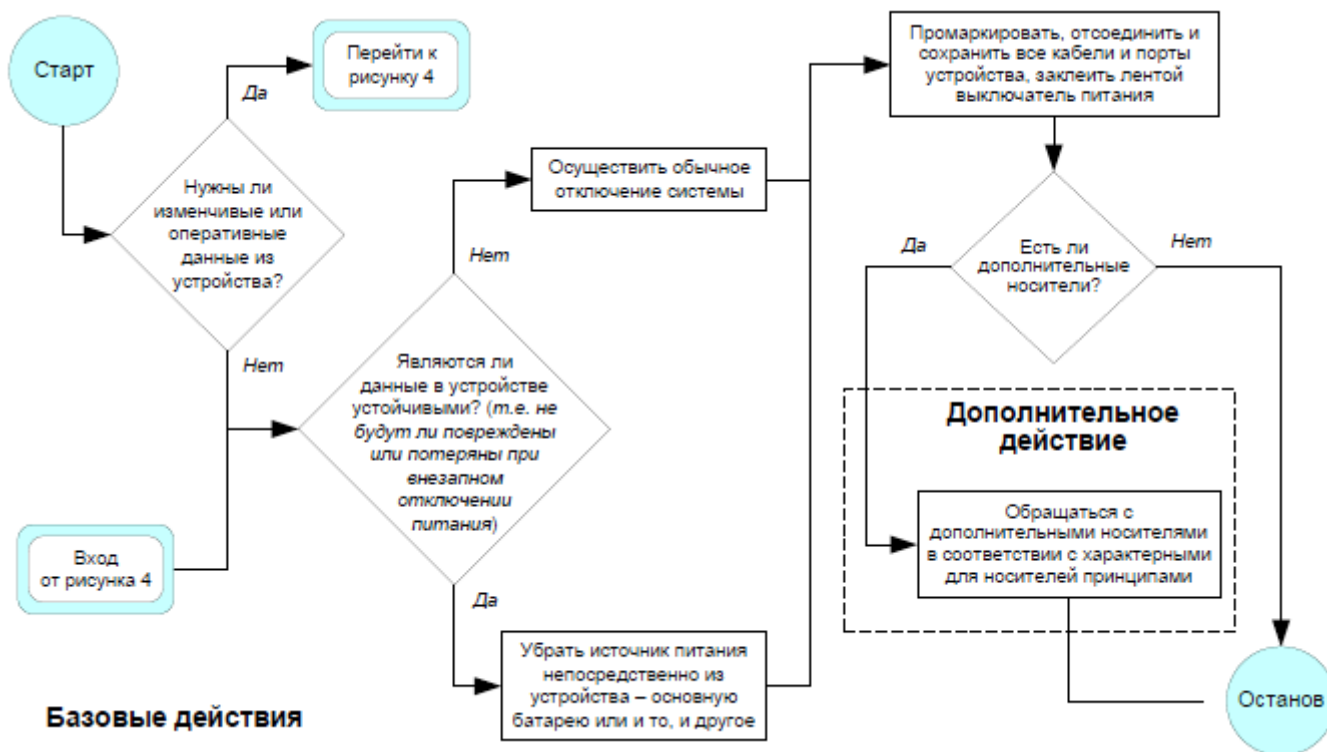 Старт
Перейти к
рисунку 4
Да
Нужны ли
изменчивые или
оперативные
данные из
устройства?
Нет
Вход
от рисунка 4
Являются ли
данные в устройстве
устойчивыми? (т.е. не
будут ли повреждены
или потеряны при
внезапном
отключении
питания)
Нет
Осуществить обычное
отключение системы
Да
Убрать источник питания
непосредственно из
устройства – основную
батарею или и то, и другое
Промаркировать, отсоединить и
сохранить все кабели и порты
устройства, заклеить лентой
выключатель питания
Есть ли
дополнительные
носители?
Да
Нет
Дополнительное
действие
Обращаться с
дополнительными носителями
в соответствии с характерными
для носителей принципами
Останов
Базовые действия